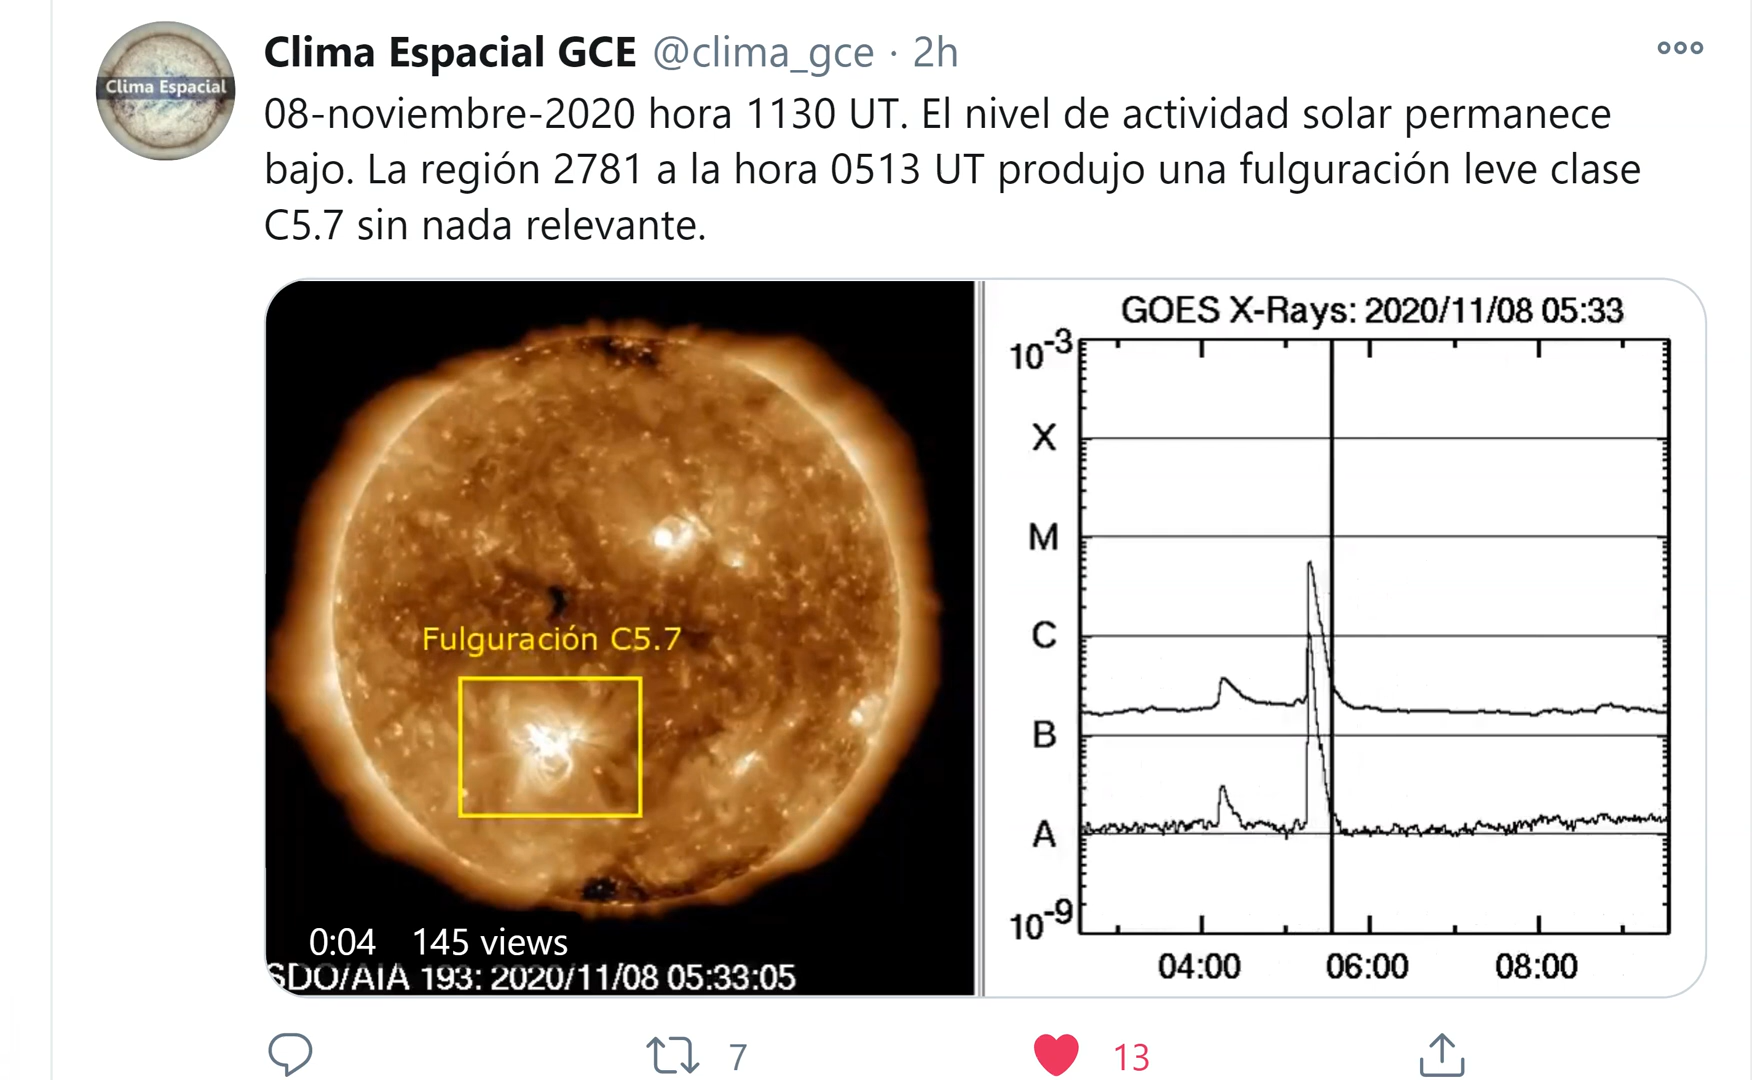 Clima Espacial
Clima Espacial GCE @clima_gce · 2h
08-noviembre-2020 hora 1130 UT. El nivel de actividad solar permanece
bajo. La región 2781 a la hora 0513 UT produjo una fulguración leve clase
C5.7 sin nada relevante.
Fulguración C5.7
0:04 145 views
SDO/AIA 193: 2020/11/08 05:33:05
GOES X-Rays: 2020/11/08 05:33
10-3
X
M
C
B
A
10-9
04:00 06:00 08:00
7 13